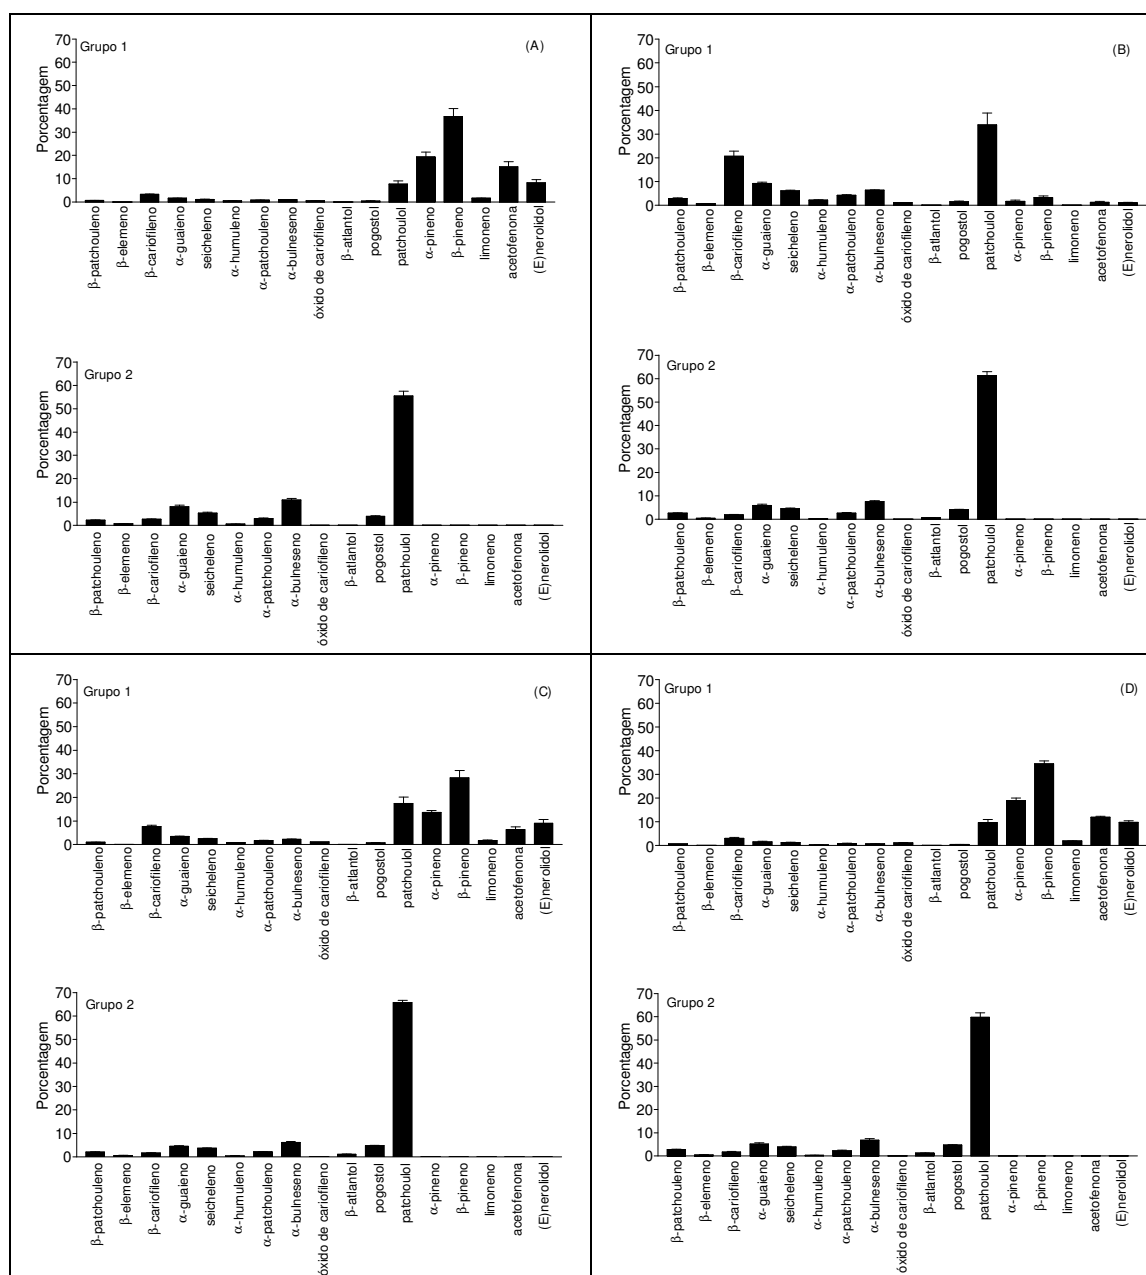 Grupo 1
(A)
Porcentagem
70
60
50
40
30
20
10
0
β-patchouleno
β-elemeno
β-cariofileno
α-guaieno
seicheleno
α-humuleno
α-patchouleno
α-bulneseno
óxido de cariofileno
β-atlantol
pogostol
patchoulol
α-pineno
β-pineno
limoneno
acetofenona
(E)nerolidol
Grupo 2
Porcentagem
70
60
50
40
30
20
10
0
β-patchouleno
β-elemeno
β-cariofileno
α-guaieno
seicheleno
α-humuleno
α-patchouleno
α-bulneseno
óxido de cariofileno
β-atlantol
pogostol
patchoulol
α-pineno
β-pineno
limoneno
acetofenona
(E)nerolidol
Grupo 1
(B)
Porcentagem
70
60
50
40
30
20
10
0
β-patchouleno
β-elemeno
β-cariofileno
α-guaieno
seicheleno
α-humuleno
α-patchouleno
α-bulneseno
óxido de cariofileno
β-atlantol
pogostol
patchoulol
α-pineno
β-pineno
limoneno
acetofenona
(E)nerolidol
Grupo 2
Porcentagem
70
60
50
40
30
20
10
0
β-patchouleno
β-elemeno
β-cariofileno
α-guaieno
seicheleno
α-humuleno
α-patchouleno
α-bulneseno
óxido de cariofileno
β-atlantol
pogostol
patchoulol
α-pineno
β-pineno
limoneno
acetofenona
(E)nerolidol
Grupo 1
(C)
Porcentagem
70
60
50
40
30
20
10
0
β-patchouleno
β-elemeno
β-cariofileno
α-guaieno
seicheleno
α-humuleno
α-patchouleno
α-bulneseno
óxido de cariofileno
β-atlantol
pogostol
patchoulol
α-pineno
β-pineno
limoneno
acetofenona
(E)nerolidol
Grupo 2
Porcentagem
70
60
50
40
30
20
10
0
β-patchouleno
β-elemeno
β-cariofileno
α-guaieno
seicheleno
α-humuleno
α-patchouleno
α-bulneseno
óxido de cariofileno
β-atlantol
pogostol
patchoulol
α-pineno
β-pineno
limoneno
acetofenona
(E)nerolidol
Grupo 1
(D)
Porcentagem
70
60
50
40
30
20
10
0
β-patchouleno
β-elemeno
β-cariofileno
α-guaieno
seicheleno
α-humuleno
α-patchouleno
α-bulneseno
óxido de cariofileno
β-atlantol
pogostol
patchoulol
α-pineno
β-pineno
limoneno
acetofenona
(E)nerolidol
Grupo 2
Porcentagem
70
60
50
40
30
20
10
0
β-patchouleno
β-elemeno
β-cariofileno
α-guaieno
seicheleno
α-humuleno
α-patchouleno
α-bulneseno
óxido de cariofileno
β-atlantol
pogostol
patchoulol
α-pineno
β-pineno
limoneno
acetofenona
(E)nerolidol